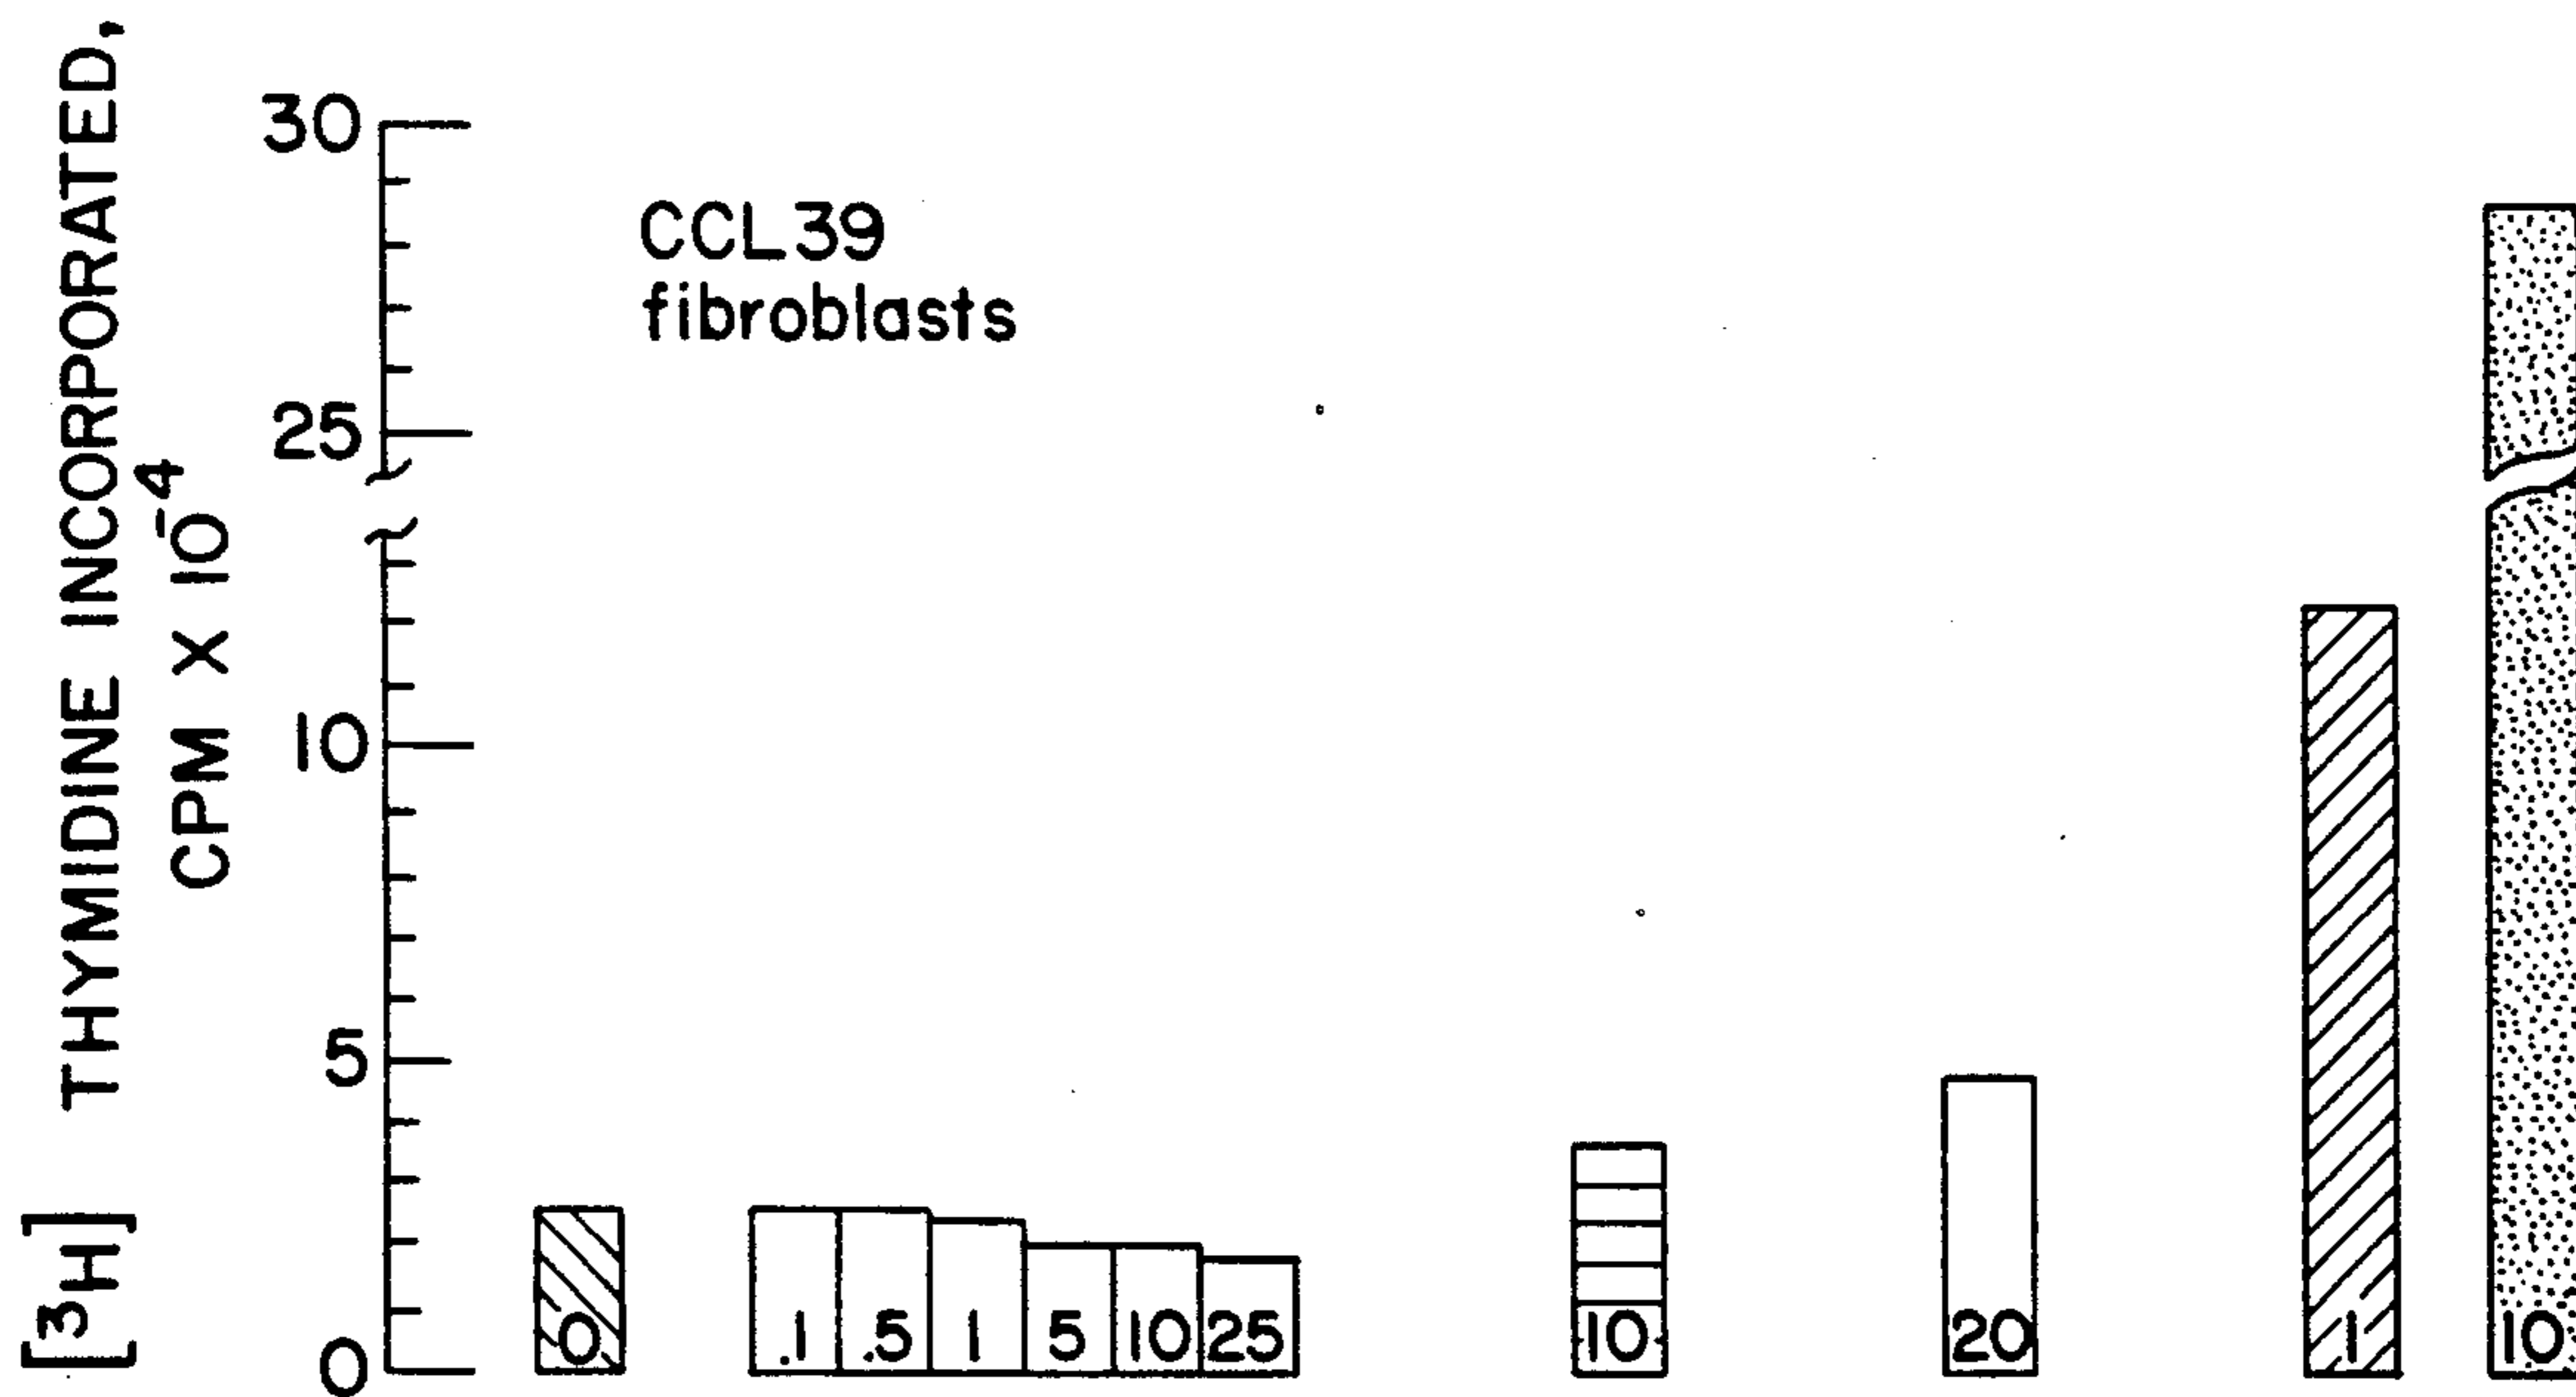 [³H] THYMIDINE INCORPORATED,
CPM X 10⁻⁴
30
25
10
5
0
CCL39
fibroblasts
0
.1 .5 1 5 10 25
10
20
1
10